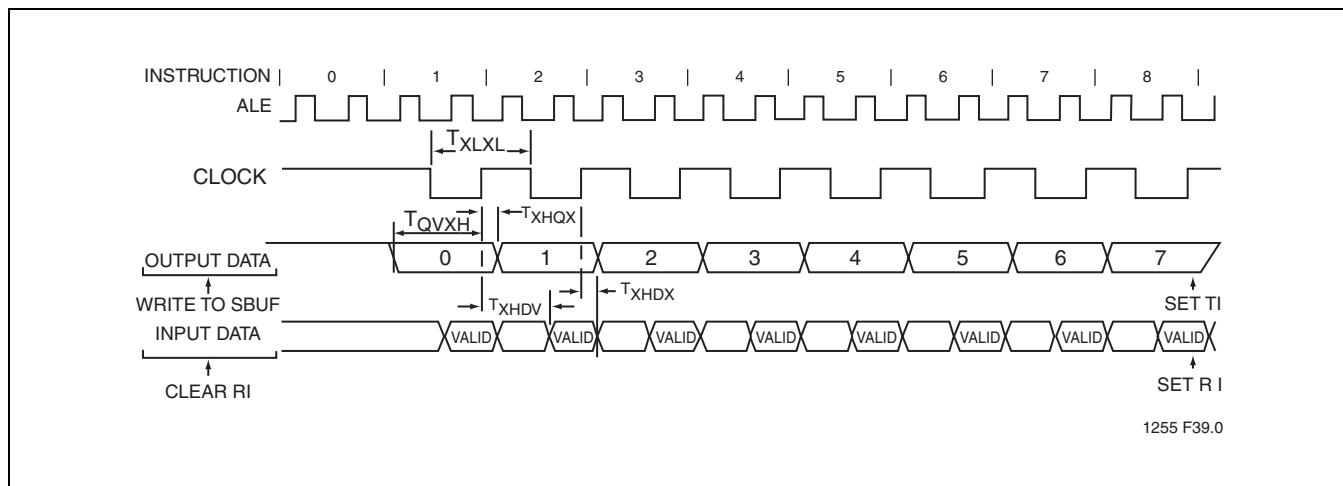 INSTRUCTION 0 1 2 3 4 5 6 7 8
ALE
TXLXL
CLOCK
TQVXH TXHQX
OUTPUT DATA 0 1 2 3 4 5 6 7
WRITE TO SBUF TXHDV TXHDX SET TI
INPUT DATA VALID VALID VALID VALID VALID VALID VALID VALID
CLEAR RI SET R I
1255 F39.0